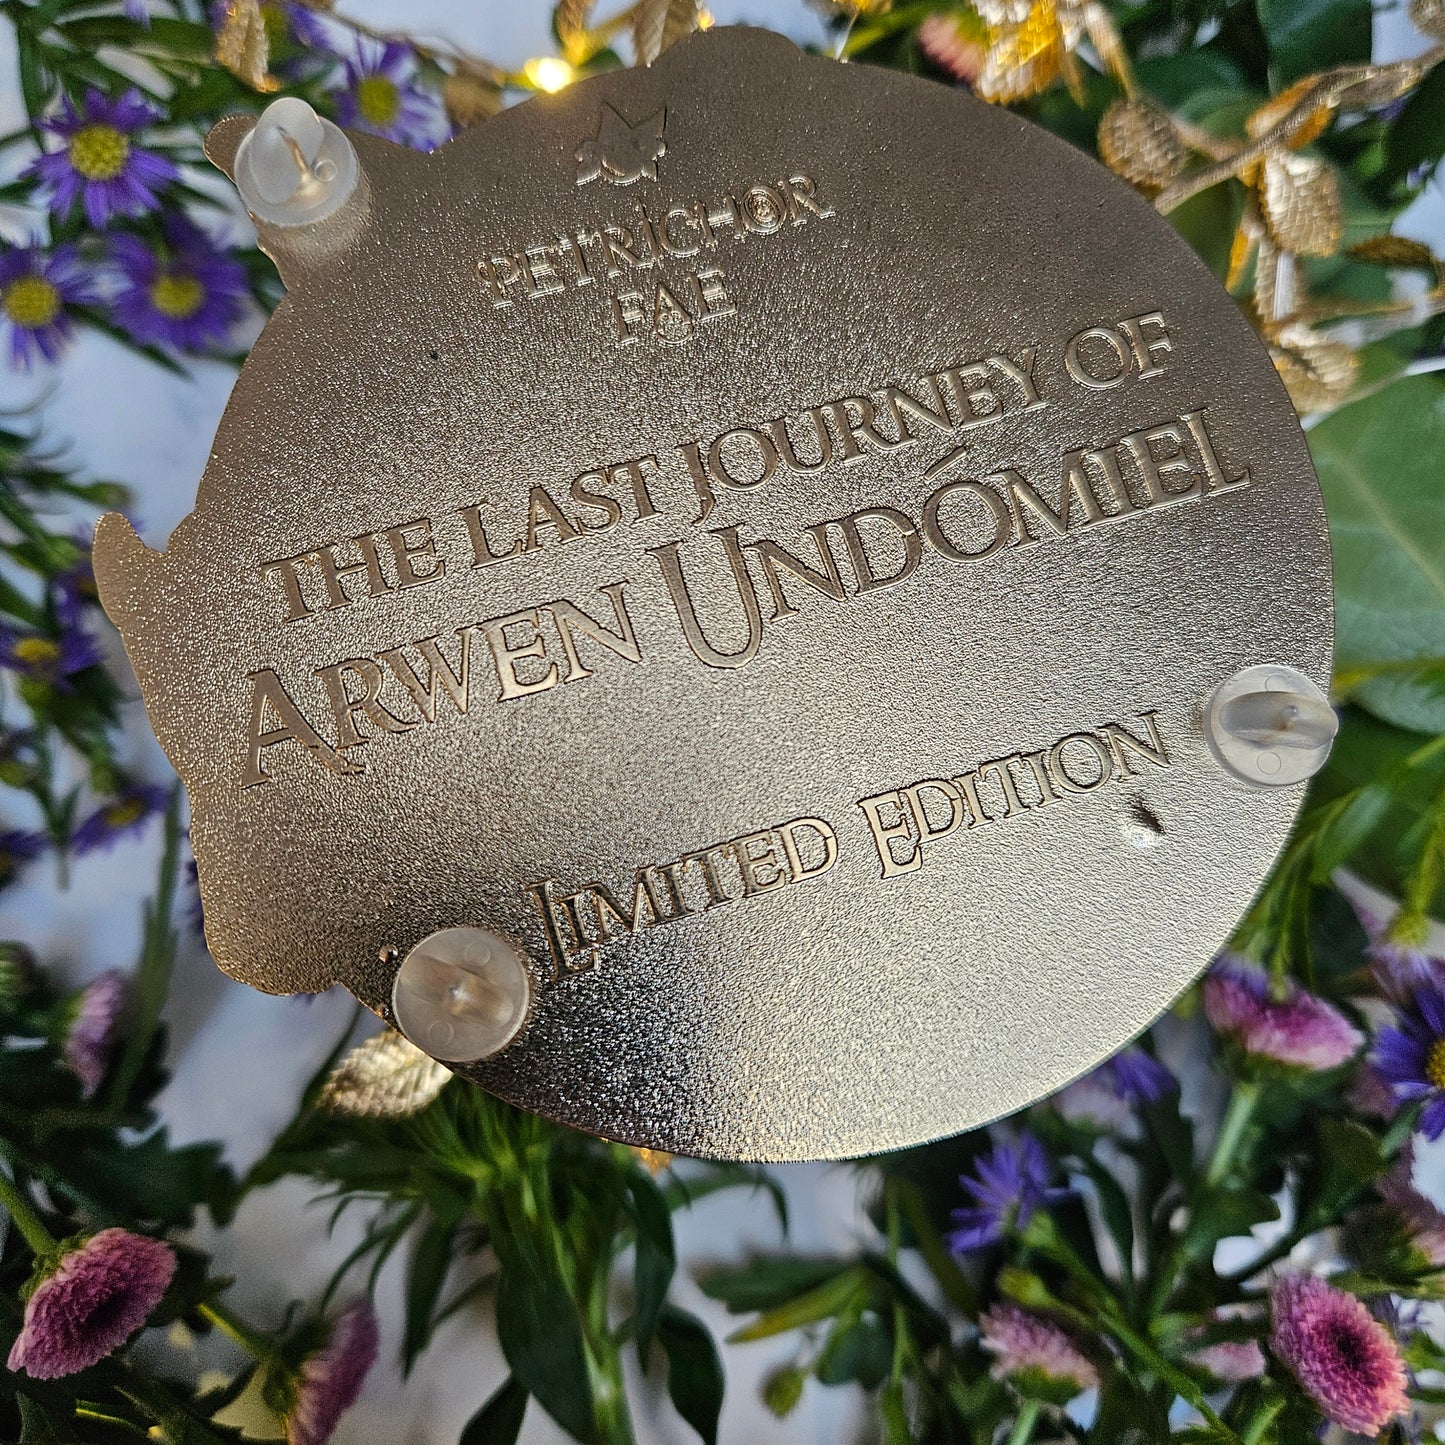 PETRICHOR
FAE
THE LAST JOURNEY OF
ARWEN UNDÓMIEL
LIMITED EDITION